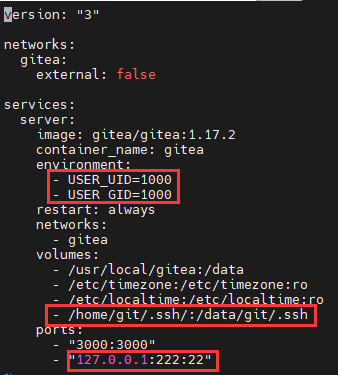 version: "3"
networks:
  gitea:
    external: false
services:
  server:
    image: gitea/gitea:1.17.2
    container_name: gitea
    environment:
      - USER_UID=1000
      - USER_GID=1000
    restart: always
    networks:
      - gitea
    volumes:
      - /usr/local/gitea:/data
      - /etc/timezone:/etc/timezone:ro
      - /etc/localtime:/etc/localtime:ro
      - /home/git/.ssh/:/data/git/.ssh
    ports:
      - "3000:3000"
      - "127.0.0.1:222:22"